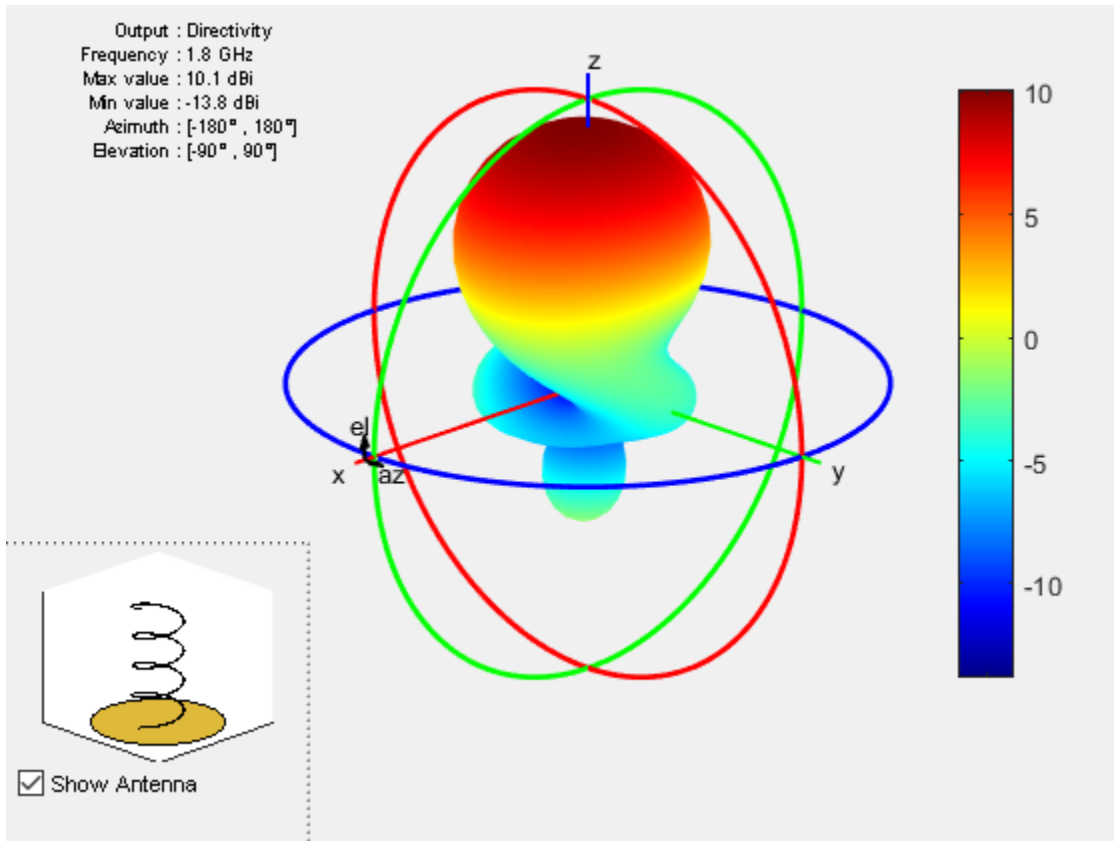 Output : Directivity
Frequency : 1.8 GHz
Max value : 10.1 dBi
Min value : -13.8 dBi
Azimuth : [-180° , 180°]
Elevation : [-90° , 90°]
z
10
5
0
-5
-10
el
x
az
y
Show Antenna